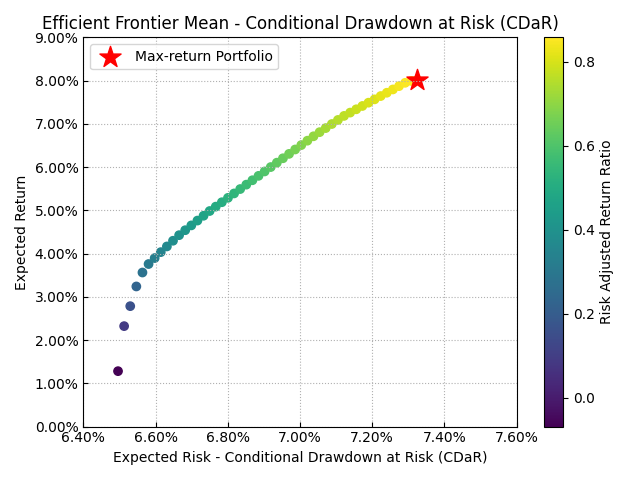 Efficient Frontier Mean - Conditional Drawdown at Risk (CDaR)
9.00%
8.00%
7.00%
6.00%
5.00%
4.00%
3.00%
2.00%
1.00%
0.00%
Expected Return
Max-return Portfolio
6.40% 6.60% 6.80% 7.00% 7.20% 7.40% 7.60%
Expected Risk - Conditional Drawdown at Risk (CDaR)
0.8
0.6
0.4
0.2
0.0
Risk Adjusted Return Ratio